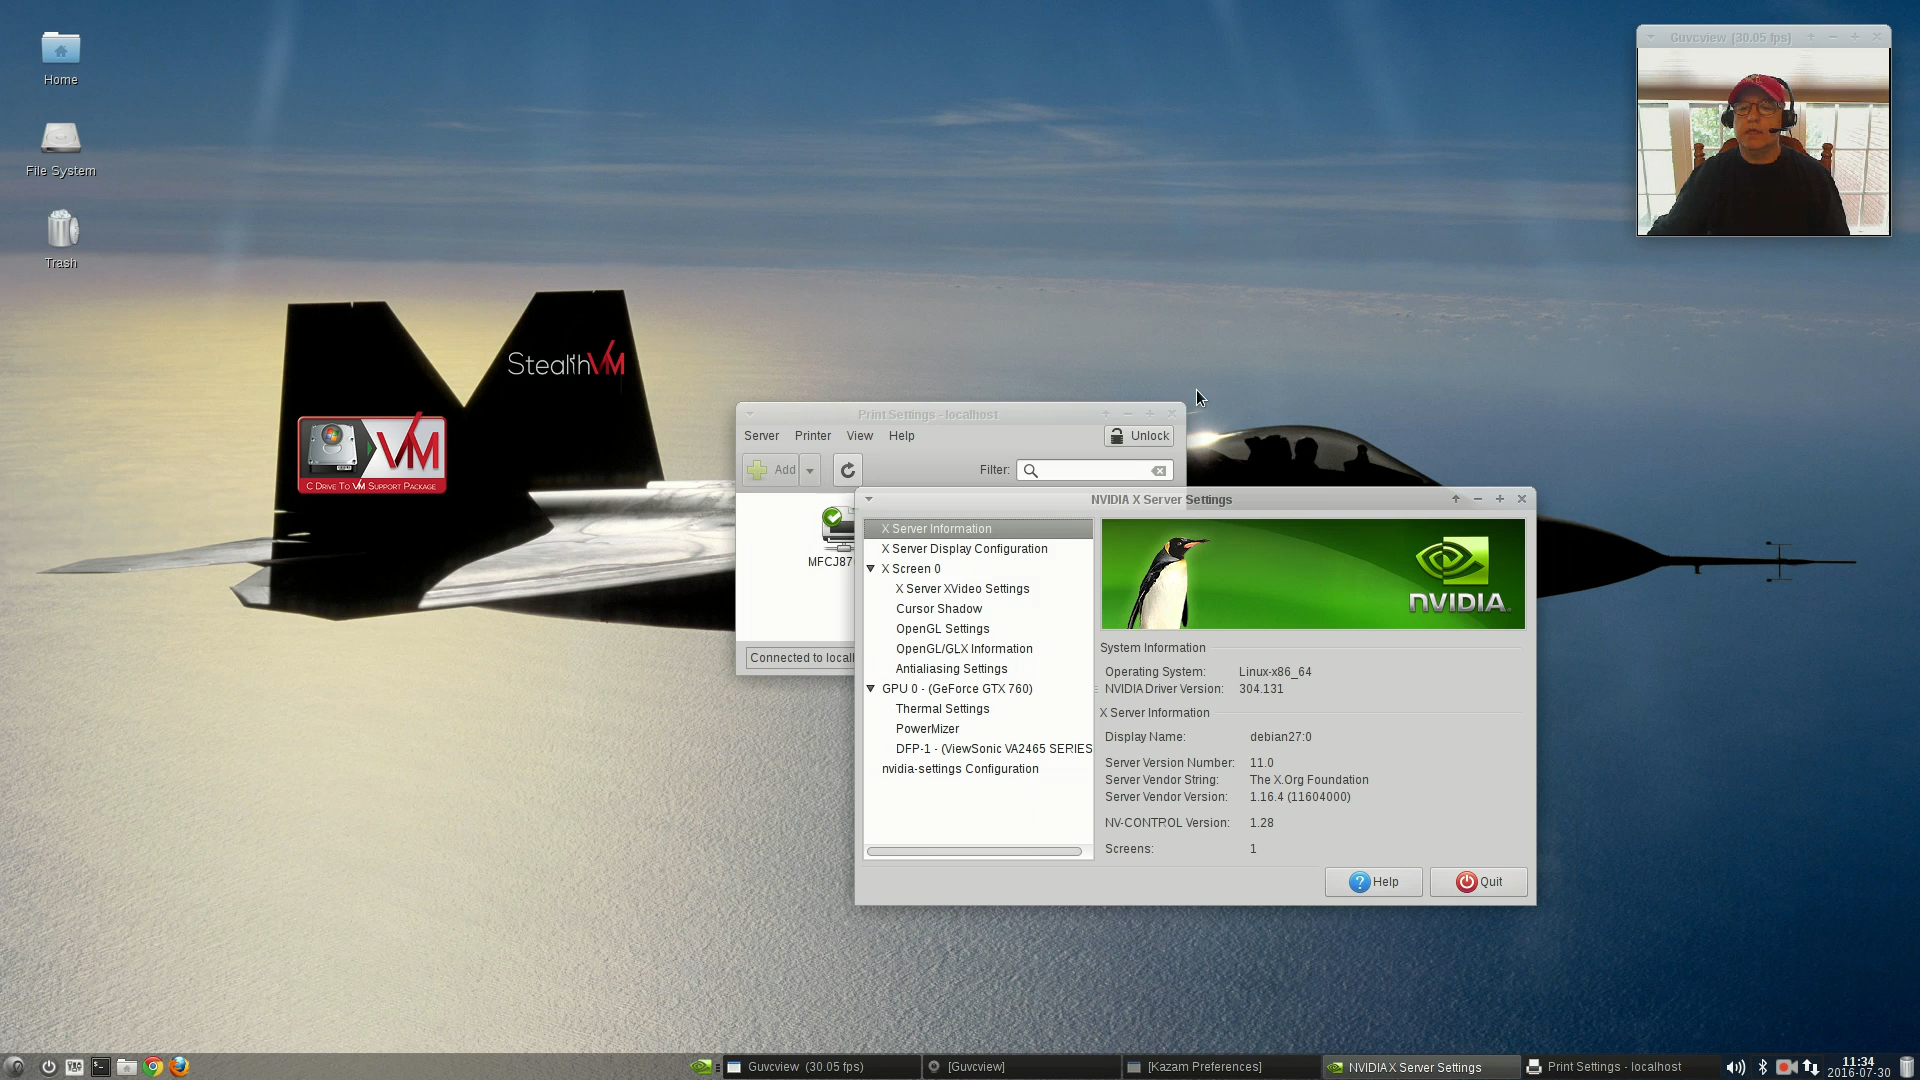 Home
File System
Trash
Guvcview (30.05 fps)
StealthVM
VM
C Drive To VM Support Package
Print Settings - localhost
Server Printer View Help
Unlock
Add
Filter:
Connected to
NVIDIA X Server Settings
X Server Information
X Server Display Configuration
X Screen 0
X Server XVideo Settings
Cursor Shadow
OpenGL Settings
OpenGL/GLX Information
Antialiasing Settings
GPU 0 - (GeForce GTX 760)
Thermal Settings
PowerMizer
DFP-1 - (ViewSonic VA2465 SERIES
nvidia-settings Configuration
NVIDIA
System Information
Operating System: Linux-x86_64
NVIDIA Driver Version: 304.131
X Server Information
Display Name: debian27:0
Server Version Number: 11.0
Server Vendor String: The X.Org Foundation
Server Vendor Version: 1.16.4 (11604000)
NV-CONTROL Version: 1.28
Screens: 1
Help
Quit
Guvcview (30.05 fps)
[Guvcview]
[Kazam Preferences]
NVIDIA X Server Settings
Print Settings - localhost
11:34
2016-07-30